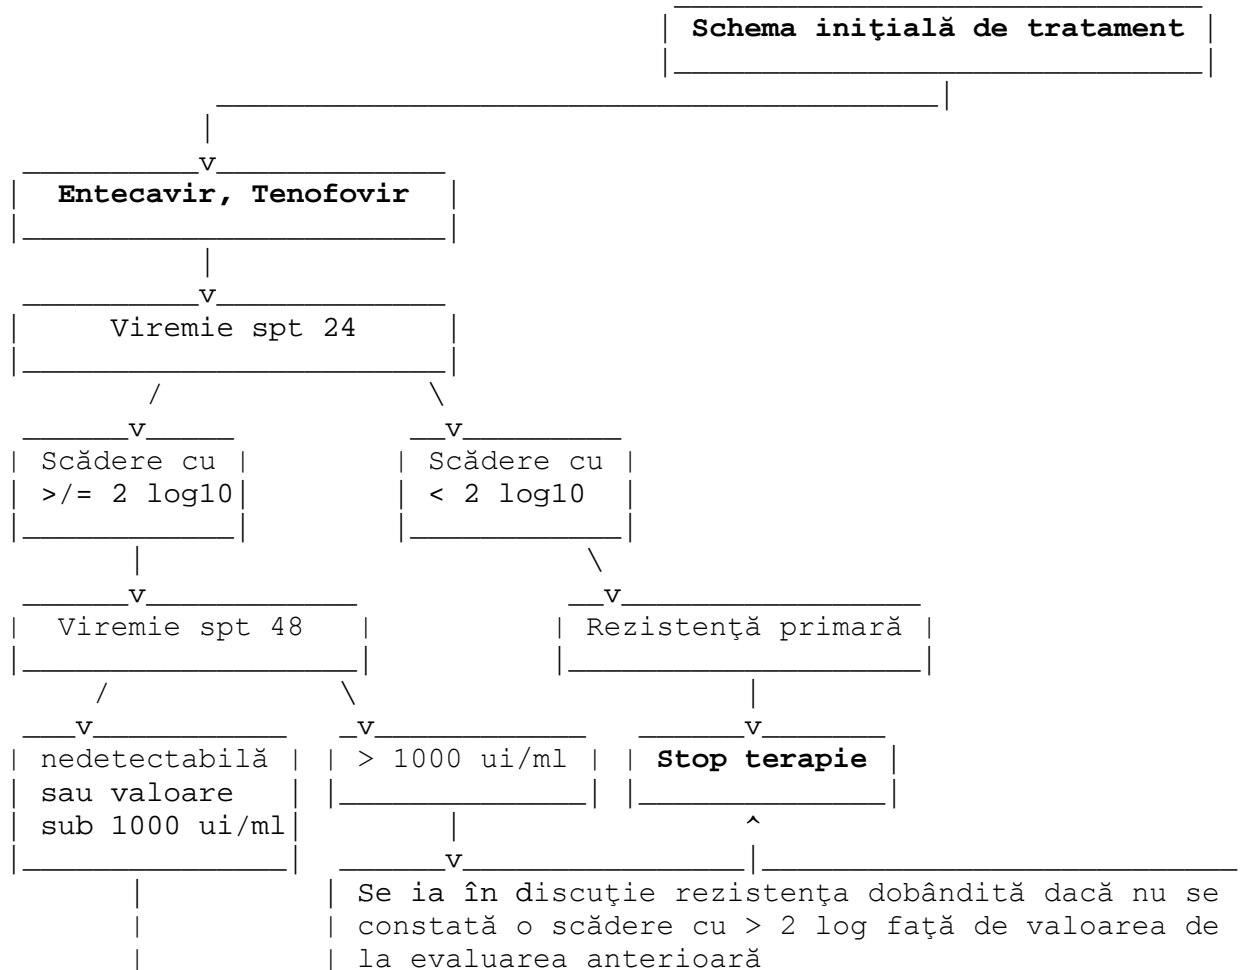 Schema iniţială de tratament
Entecavir, Tenofovir
Viremie spt 24
Scădere cu
>/= 2 log10
Scădere cu
< 2 log10
Viremie spt 48
Rezistenţă primară
nedetectabilă
sau valoare
sub 1000 ui/ml
> 1000 ui/ml
Stop terapie
Se ia în discuţie rezistenţa dobândită dacă nu se
constată o scădere cu > 2 log faţă de valoarea de
la evaluarea anterioară